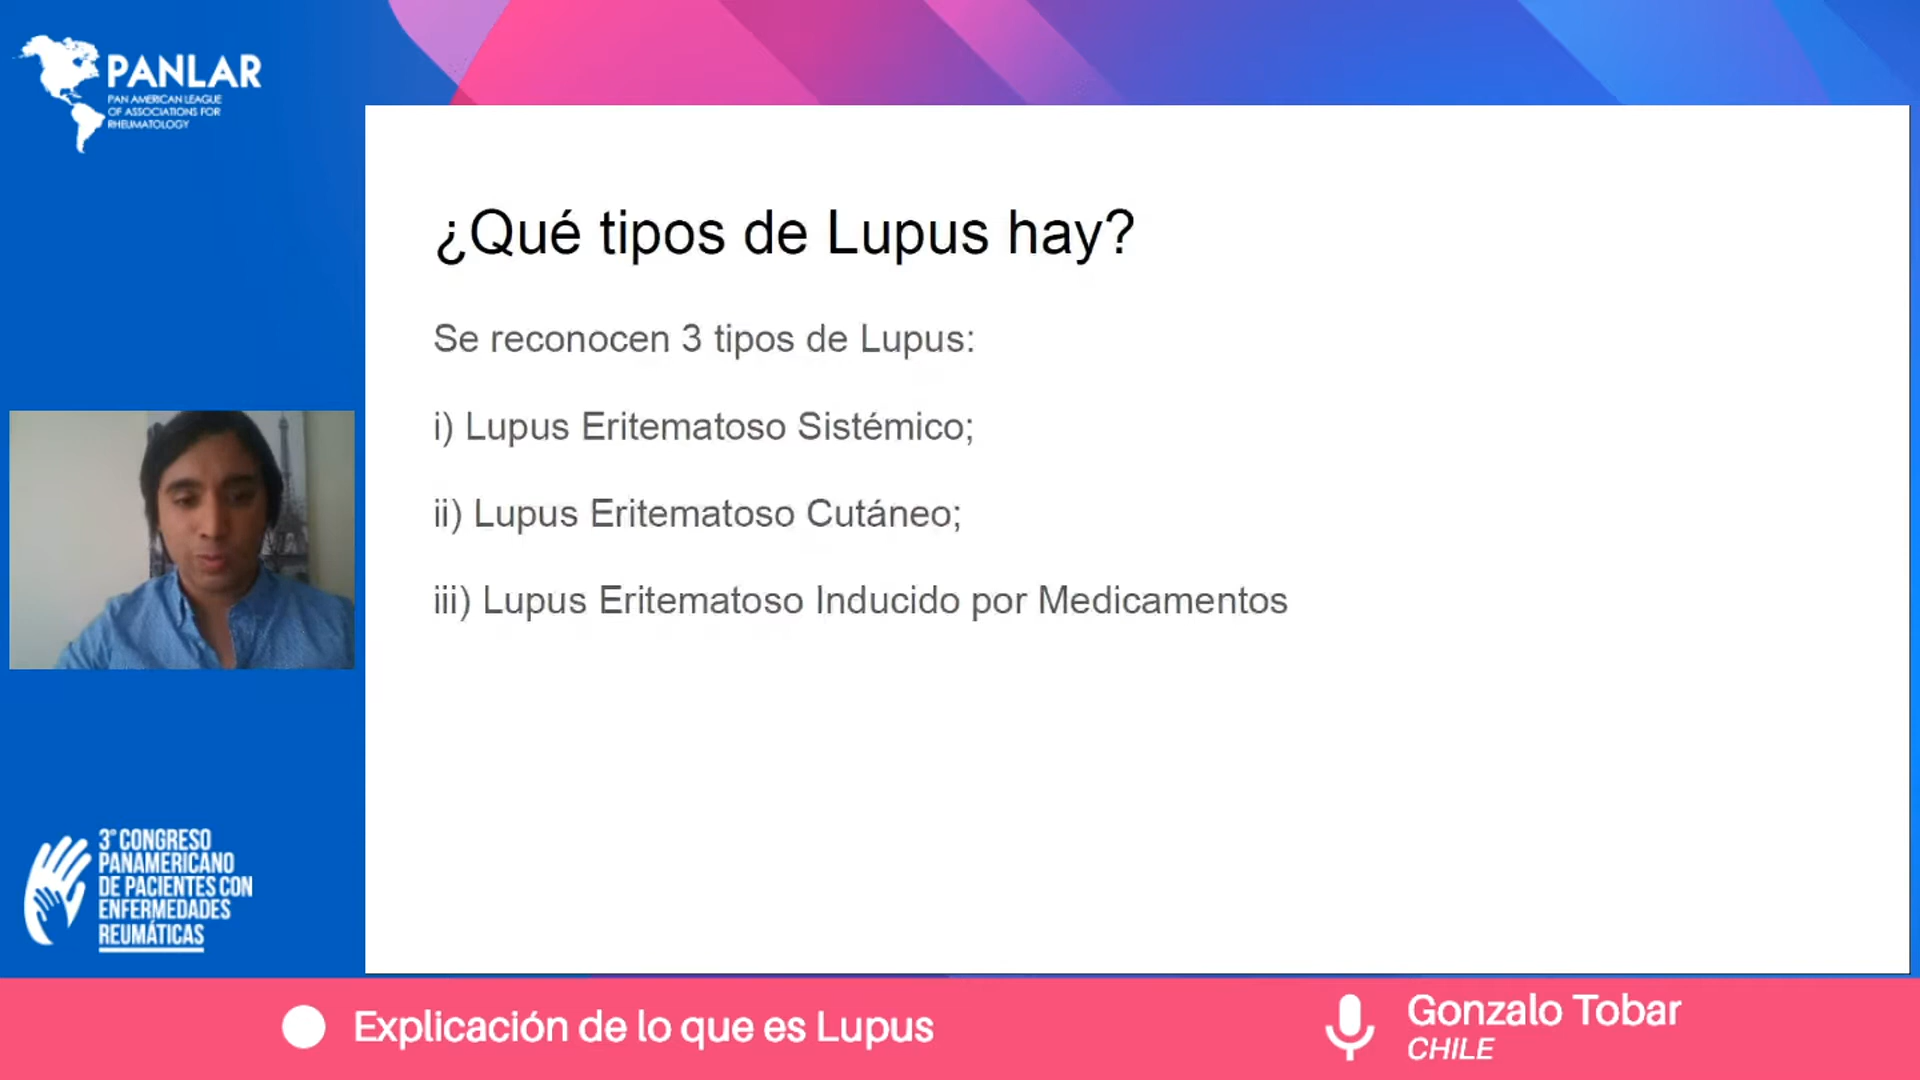 PANLAR
PAN AMERICAN LEAGUE
OF ASSOCIATIONS FOR
RHEUMATOLOGY
¿Qué tipos de Lupus hay?
Se reconocen 3 tipos de Lupus:
i) Lupus Eritematoso Sistémico;
ii) Lupus Eritematoso Cutáneo;
iii) Lupus Eritematoso Inducido por Medicamentos
3° CONGRESO
PANAMERICANO
DE PACIENTES CON
ENFERMEDADES
REUMÁTICAS
Explicación de lo que es Lupus
Gonzalo Tobar
CHILE